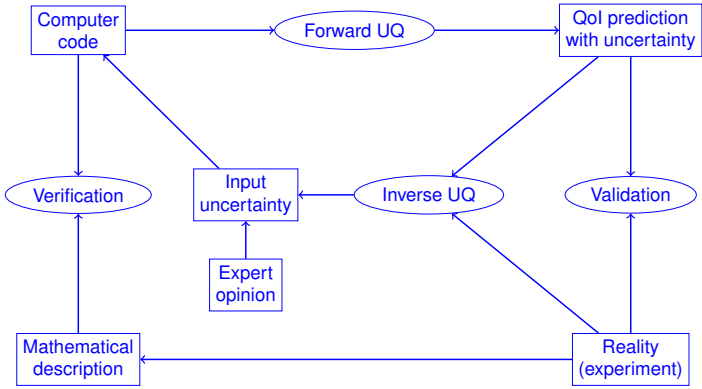 Computer
code
Forward UQ
QoI prediction
with uncertainty
Verification
Input
uncertainty
Inverse UQ
Validation
Expert
opinion
Mathematical
description
Reality
(experiment)